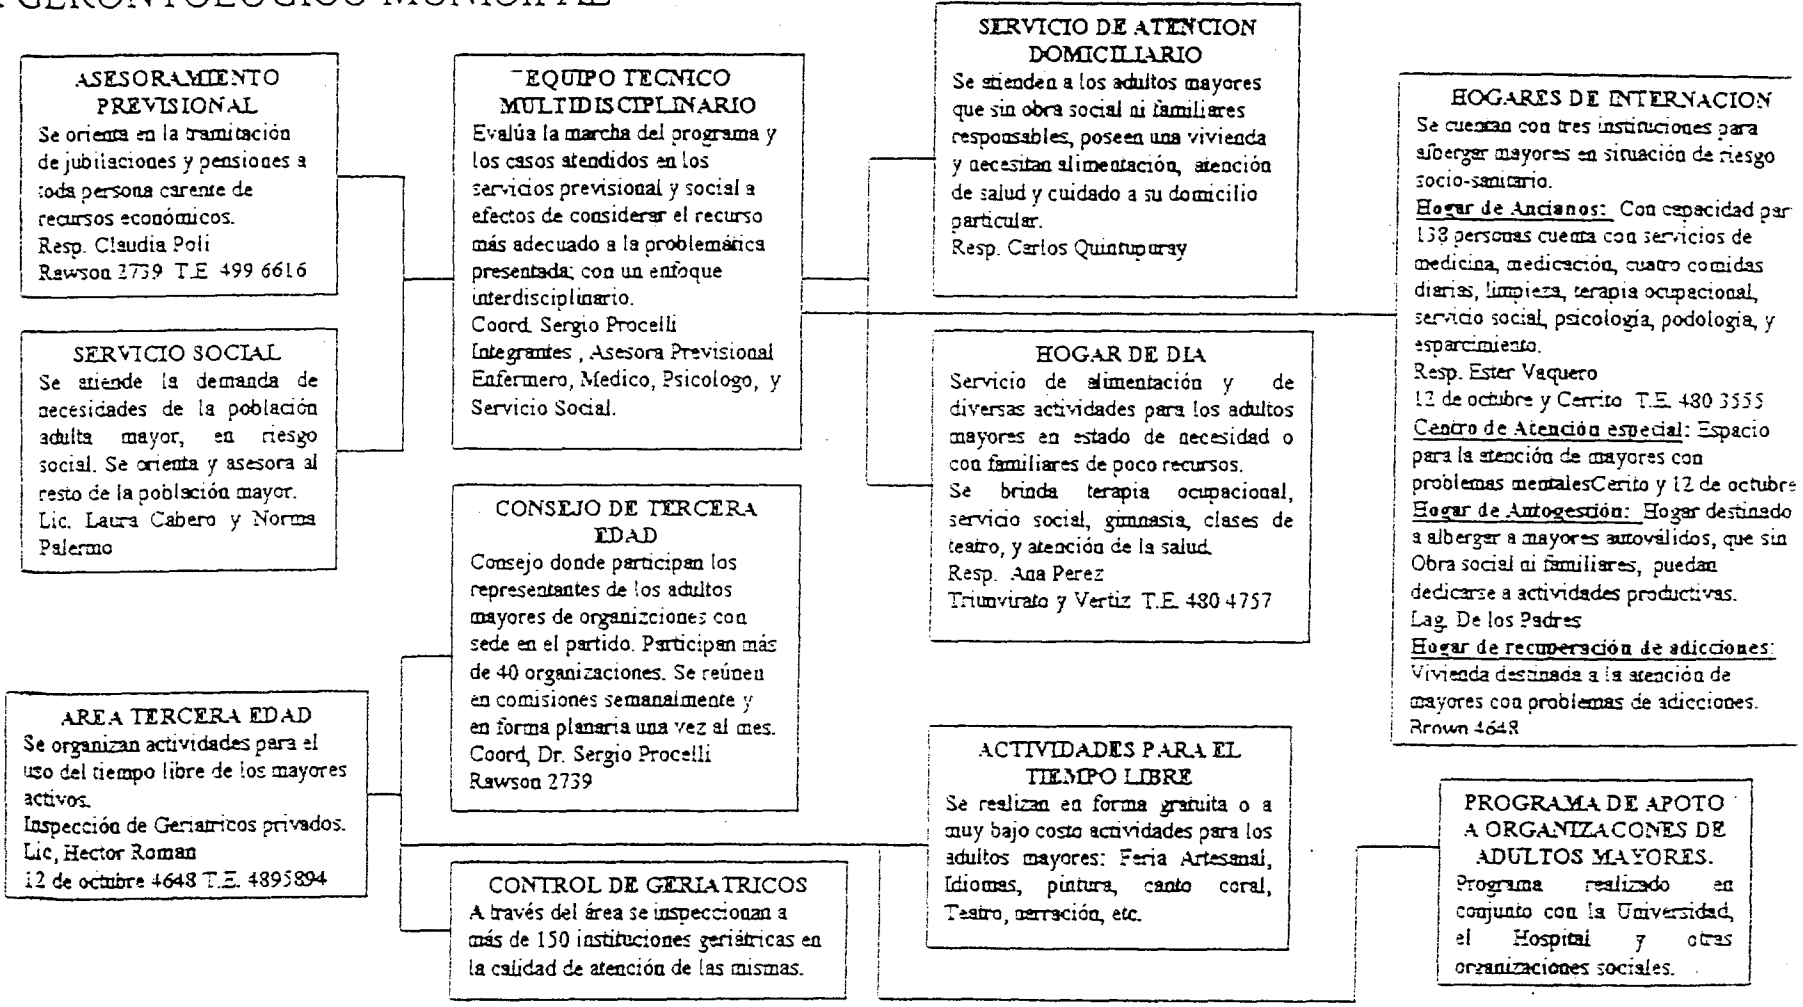 GERONTOLOGICO MUNICIPAL
ASESORAMIENTO
PREVISIONAL
Se orienta en la tramitación
de jubilaciones y pensiones a
toda persona carente de
recursos económicos.
Resp. Claudia Poli
Rawson 2739 T.E 499 6616
SERVICIO SOCIAL
Se atiende la demanda de
necesidades de la población
adulta mayor, en riesgo
social. Se orienta y asesora al
resto de la población mayor.
Lic. Laura Cabero y Norma
Palermo
AREA TERCERA EDAD
Se organizan actividades para el
uso del tiempo libre de los mayores
activos.
Inspección de Geriatricos privados.
Lic, Hector Roman
12 de octubre 4648 T.E. 4895894
EQUIPO TECNICO
MULTIDISCIPLINARIO
Evalúa la marcha del programa y
los casos atendidos en los
servicios previsional y social a
efectos de considerar el recurso
más adecuado a la problemática
presentada; con un enfoque
interdisciplinario.
Coord. Sergio Procelli
Integrantes , Asesora Previsional
Enfermero, Medico, Psicologo, y
Servicio Social.
CONSEJO DE TERCERA
EDAD
Consejo donde participan los
representantes de los adultos
mayores de organizciones con
sede en el partido. Participan más
de 40 organizaciones. Se reúnen
en comisiones semanalmente y
en forma planaria una vez al mes.
Coord, Dr. Sergio Procelli
Rawson 2739
CONTROL DE GERIATRICOS
A través del área se inspeccionan a
más de 150 instituciones geriátricas en
la calidad de atención de las mismas.
SERVICIO DE ATENCION
DOMICILIARIO
Se atienden a los adultos mayores
que sin obra social ni familiares
responsables, poseen una vivienda
y necesitan alimentación, atención
de salud y cuidado a su domicilio
particular.
Resp. Carlos Quintupuray
HOGAR DE DIA
Servicio de alimentación y de
diversas actividades para los adultos
mayores en estado de necesidad o
con familiares de poco recursos.
Se brinda terapia ocupacional,
servicio social, gimnasia, clases de
teatro, y atención de la salud.
Resp. Ana Perez
Triunvirato y Vertiz T.E. 480 4757
ACTIVIDADES PARA EL
TIEMPO LIBRE
Se realizan en forma gratuita o a
muy bajo costo actividades para los
adultos mayores: Feria Artesanal,
Idiomas, pintura, canto coral,
Teatro, narración, etc.
HOGARES DE INTERNACION
Se cuentan con tres instituciones para
albergar mayores en situación de riesgo
socio-sanitario.
Hogar de Ancianos: Con capacidad par
138 personas cuenta con servicios de
medicina, medicación, cuatro comidas
diarias, limpieza, terapia ocupacional,
servicio social, psicología, podología, y
esparcimiento.
Resp. Ester Vaquero
12 de octubre y Cerrito T.E. 480 3555
Centro de Atención especial: Espacio
para la atención de mayores con
problemas mentalesCerito y 12 de octubre
Hogar de Autogestión: Hogar destinado
a albergar a mayores autoválidos, que sin
Obra social ni familiares, puedan
dedicarse a actividades productivas.
Lag. De los Padres
Hogar de recuperación de adicciones:
Vivienda destinada a la atención de
mayores con problemas de adicciones.
Brown 4648
PROGRAMA DE APOTO
A ORGANIZACONES DE
ADULTOS MAYORES.
Programa realizado en
conjunto con la Universidad,
el Hospital y otras
organizaciones sociales.